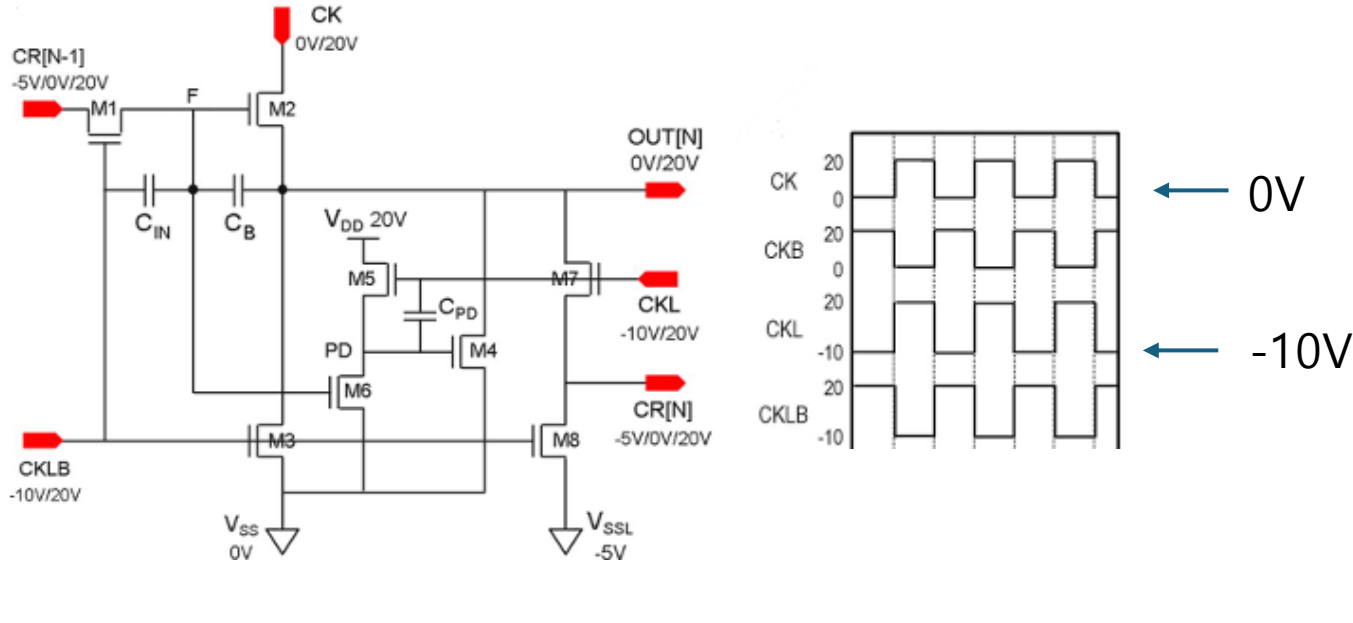 CK
0V/20V
CR[N-1]
-5V/0V/20V
M1
F
M2
OUT[N]
0V/20V
CIN
CB
VDD 20V
M5
M7
CPD
CKL
-10V/20V
PD
M4
M6
CR[N]
-5V/0V/20V
M3
M8
CKLB
-10V/20V
VSS
0V
VSSL
-5V
CK
20
0
0V
CKB
20
0
CKL
20
-10
-10V
CKLB
20
-10